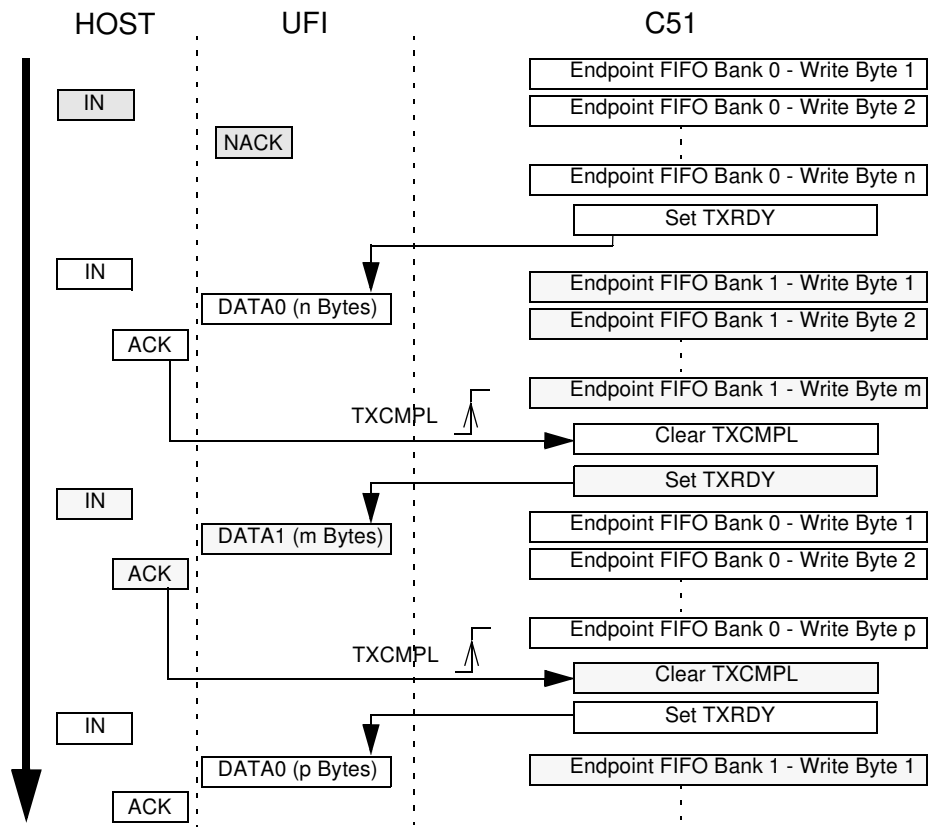 HOST UFI C51
Endpoint FIFO Bank 0 - Write Byte 1
IN
Endpoint FIFO Bank 0 - Write Byte 2
NACK
Endpoint FIFO Bank 0 - Write Byte n
Set TXRDY
IN
Endpoint FIFO Bank 1 - Write Byte 1
DATA0 (n Bytes)
Endpoint FIFO Bank 1 - Write Byte 2
ACK
Endpoint FIFO Bank 1 - Write Byte m
TXCMPL
Clear TXCMPL
Set TXRDY
IN
Endpoint FIFO Bank 0 - Write Byte 1
DATA1 (m Bytes)
Endpoint FIFO Bank 0 - Write Byte 2
ACK
Endpoint FIFO Bank 0 - Write Byte p
TXCMPL
Clear TXCMPL
Set TXRDY
IN
DATA0 (p Bytes)
Endpoint FIFO Bank 1 - Write Byte 1
ACK